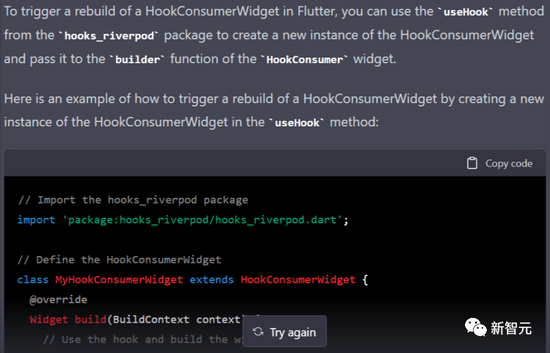 To trigger a rebuild of a HookConsumerWidget in Flutter, you can use the `useHook` method
from the `hooks_riverpod` package to create a new instance of the HookConsumerWidget
and pass it to the `builder` function of the `HookConsumer` widget.
Here is an example of how to trigger a rebuild of a HookConsumerWidget by creating a new
instance of the HookConsumerWidget in the `useHook` method:
Copy code
// Import the hooks_riverpod package
import 'package:hooks_riverpod/hooks_riverpod.dart';
// Define the HookConsumerWidget
class MyHookConsumerWidget extends HookConsumerWidget {
@override
Widget build(BuildContext context)
Try again
// Use the hook and build the
新智元